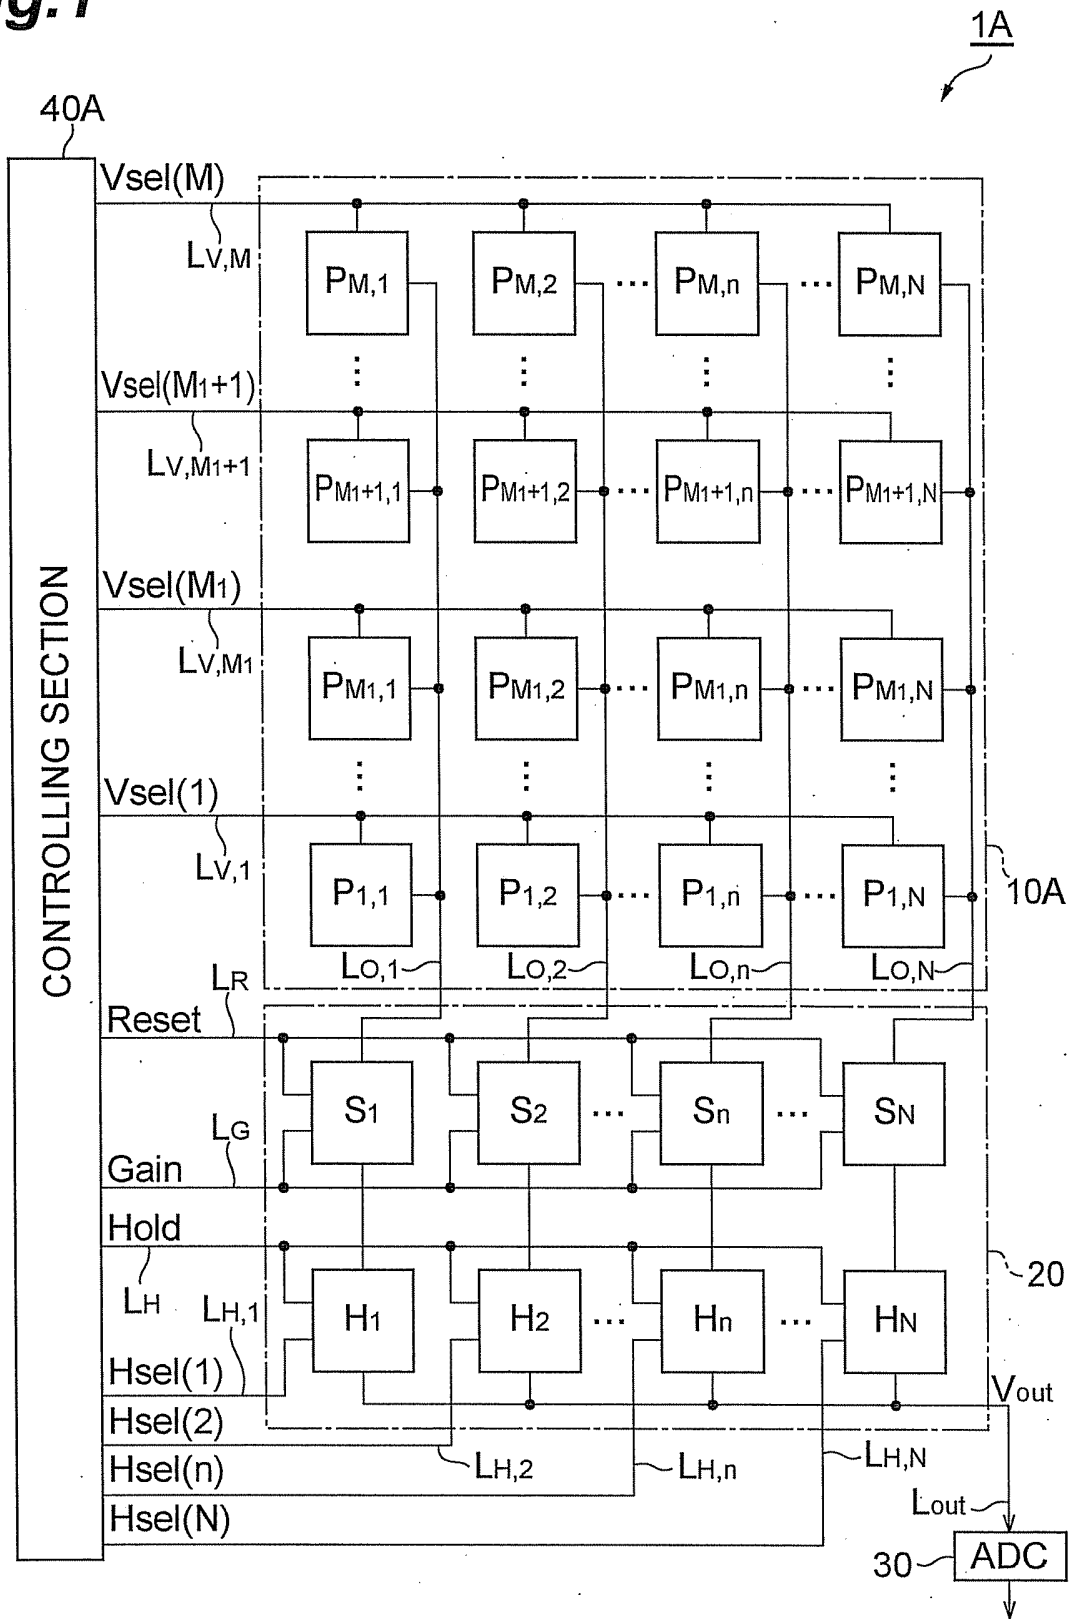 Fig.1
1A
40A
Vsel(M)
LV,M
PM,1 PM,2 ··· PM,n ··· PM,N
Vsel(M1+1)
LV,M1+1
PM1+1,1 PM1+1,2 ··· PM1+1,n ··· PM1+1,N
CONTROLLING SECTION
Vsel(M1)
LV,M1
PM1,1 PM1,2 ··· PM1,n ··· PM1,N
Vsel(1)
LV,1
P1,1 P1,2 ··· P1,n ··· P1,N
10A
LO,1 LO,2 LO,n LO,N
LR
Reset
S1 S2 ··· Sn ··· SN
LG
Gain
Hold
LH
20
LH,1
H1 H2 ··· Hn ··· HN
Hsel(1)
Vout
Hsel(2)
LH,2 LH,n LH,N
Hsel(n)
Hsel(N)
Lout
30 ADC